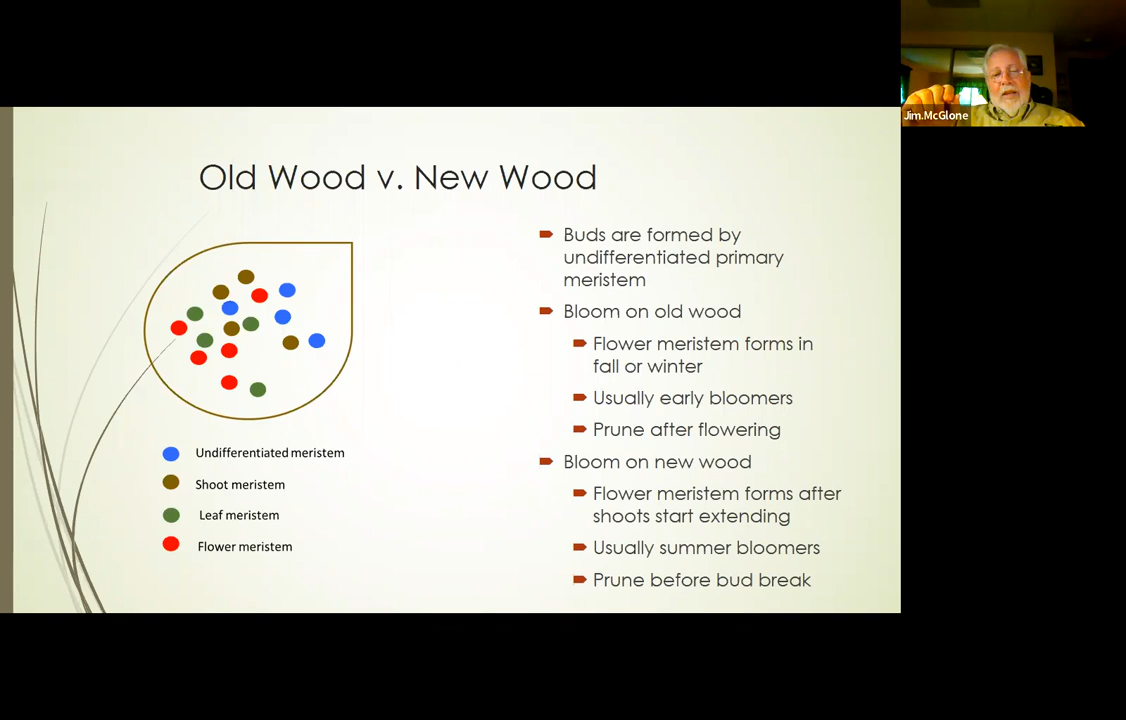 Jim.McGlone
Old Wood v. New Wood
Undifferentiated meristem
Shoot meristem
Leaf meristem
Flower meristem
Buds are formed by
undifferentiated primary
meristem
Bloom on old wood
Flower meristem forms in
fall or winter
Usually early bloomers
Prune after flowering
Bloom on new wood
Flower meristem forms after
shoots start extending
Usually summer bloomers
Prune before bud break